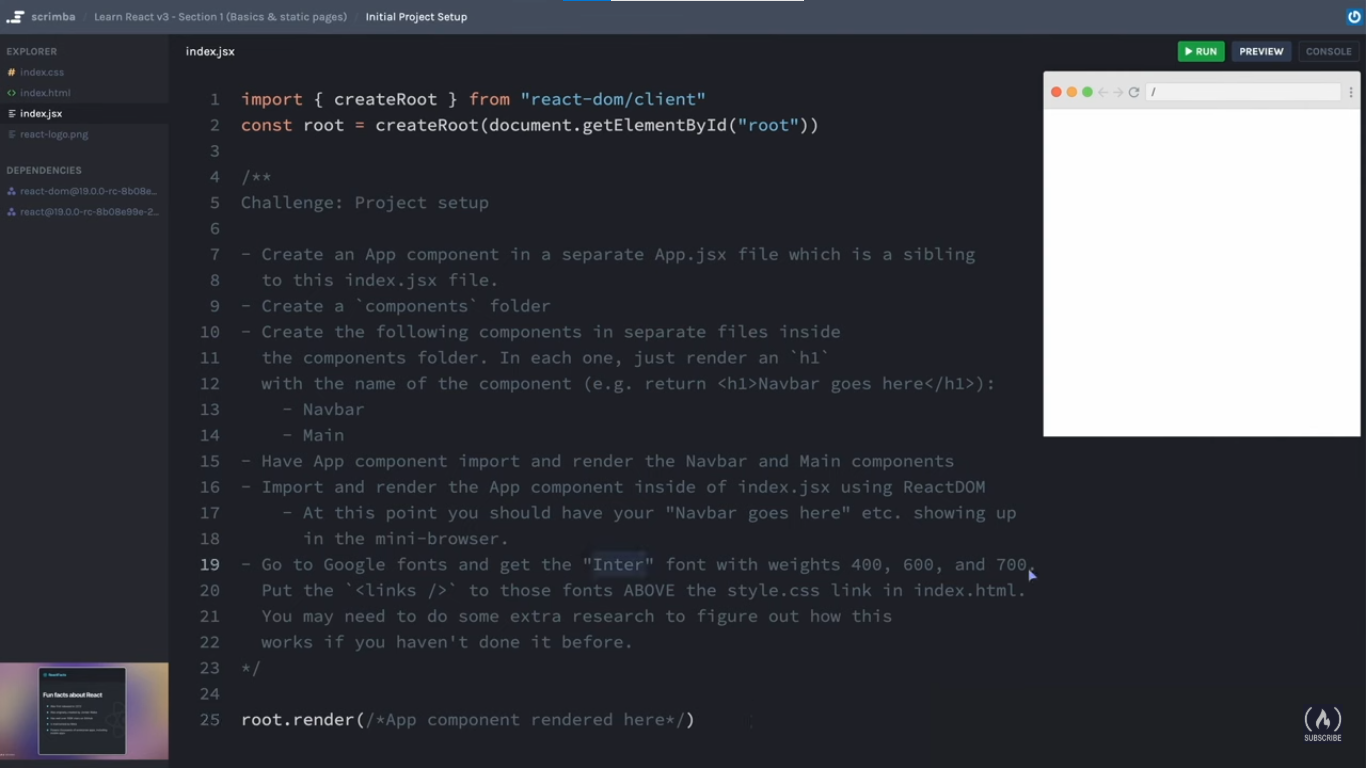 scrimba / Learn React v3 - Section 1 (Basics & static pages) / Initial Project Setup
EXPLORER
# index.css
<> index.html
index.jsx
react-logo.png
DEPENDENCIES
react-dom@19.0.0-rc-8b08e...
react@19.0.0-rc-8b08e99e-2...
index.jsx
RUN
PREVIEW
CONSOLE
/
1 import { createRoot } from "react-dom/client"
2 const root = createRoot(document.getElementById("root"))
3
4 /**
5 Challenge: Project setup
6
7 - Create an App component in a separate App.jsx file which is a sibling
8 to this index.jsx file.
9 - Create a `components` folder
10 - Create the following components in separate files inside
11 the components folder. In each one, just render an `h1`
12 with the name of the component (e.g. return <h1>Navbar goes here</h1>):
13 - Navbar
14 - Main
15 - Have App component import and render the Navbar and Main components
16 - Import and render the App component inside of index.jsx using ReactDOM
17 - At this point you should have your "Navbar goes here" etc. showing up
18 in the mini-browser.
19 - Go to Google fonts and get the "Inter" font with weights 400, 600, and 700.
20 Put the `<links />` to those fonts ABOVE the style.css link in index.html.
21 You may need to do some extra research to figure out how this
22 works if you haven't done it before.
23 */
24
25 root.render(/*App component rendered here*/)
Fun facts about React
SUBSCRIBE